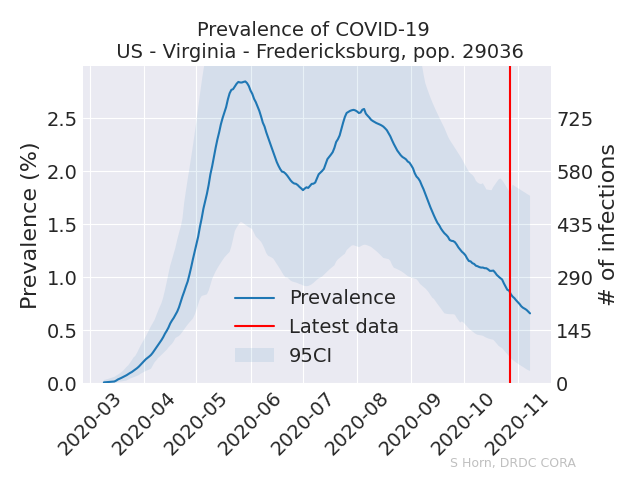 Prevalence of COVID-19
US - Virginia - Fredericksburg, pop. 29036
Prevalence (%)
2.5
2.0
1.5
1.0
0.5
0.0
725
580
435
290
145
0
# of infections
Prevalence
Latest data
95CI
2020-03
2020-04
2020-05
2020-06
2020-07
2020-08
2020-09
2020-10
2020-11
S Horn, DRDC CORA